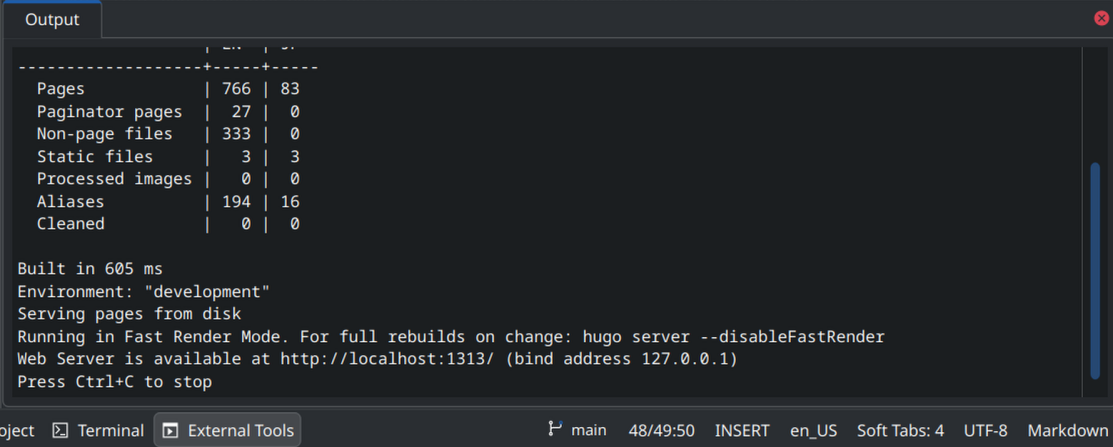 Output
-------------------+-----+-----
Pages | 766 | 83
Paginator pages | 27 | 0
Non-page files | 333 | 0
Static files | 3 | 3
Processed images | 0 | 0
Aliases | 194 | 16
Cleaned | 0 | 0
Built in 605 ms
Environment: "development"
Serving pages from disk
Running in Fast Render Mode. For full rebuilds on change: hugo server --disableFastRender
Web Server is available at http://localhost:1313/ (bind address 127.0.0.1)
Press Ctrl+C to stop
oject Terminal External Tools main 48/49:50 INSERT en_US Soft Tabs: 4 UTF-8 Markdown